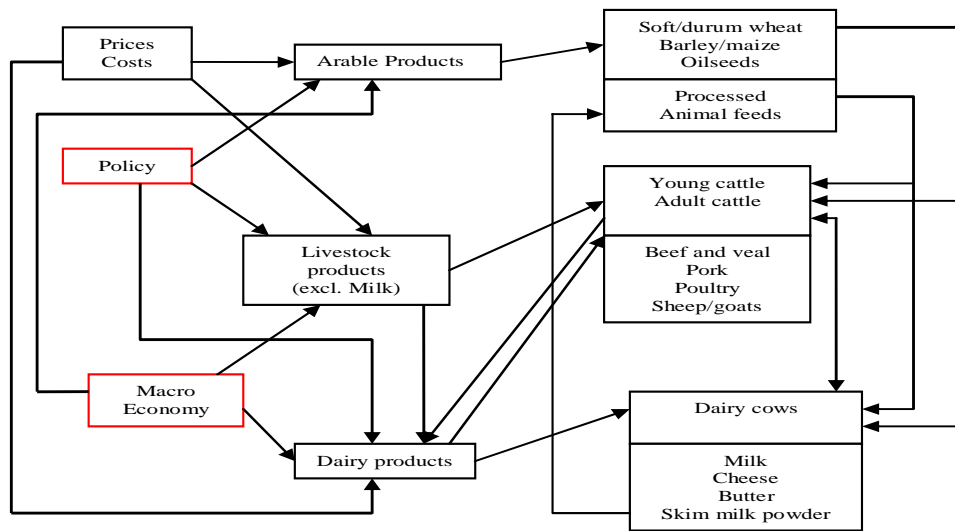 Prices
Costs
Arable Products
Soft/durum wheat
Barley/maize
Oilseeds
Processed
Animal feeds
Policy
Young cattle
Adult cattle
Livestock
products
(excl. Milk)
Beef and veal
Pork
Poultry
Sheep/goats
Macro
Economy
Dairy products
Dairy cows
Milk
Cheese
Butter
Skim milk powder